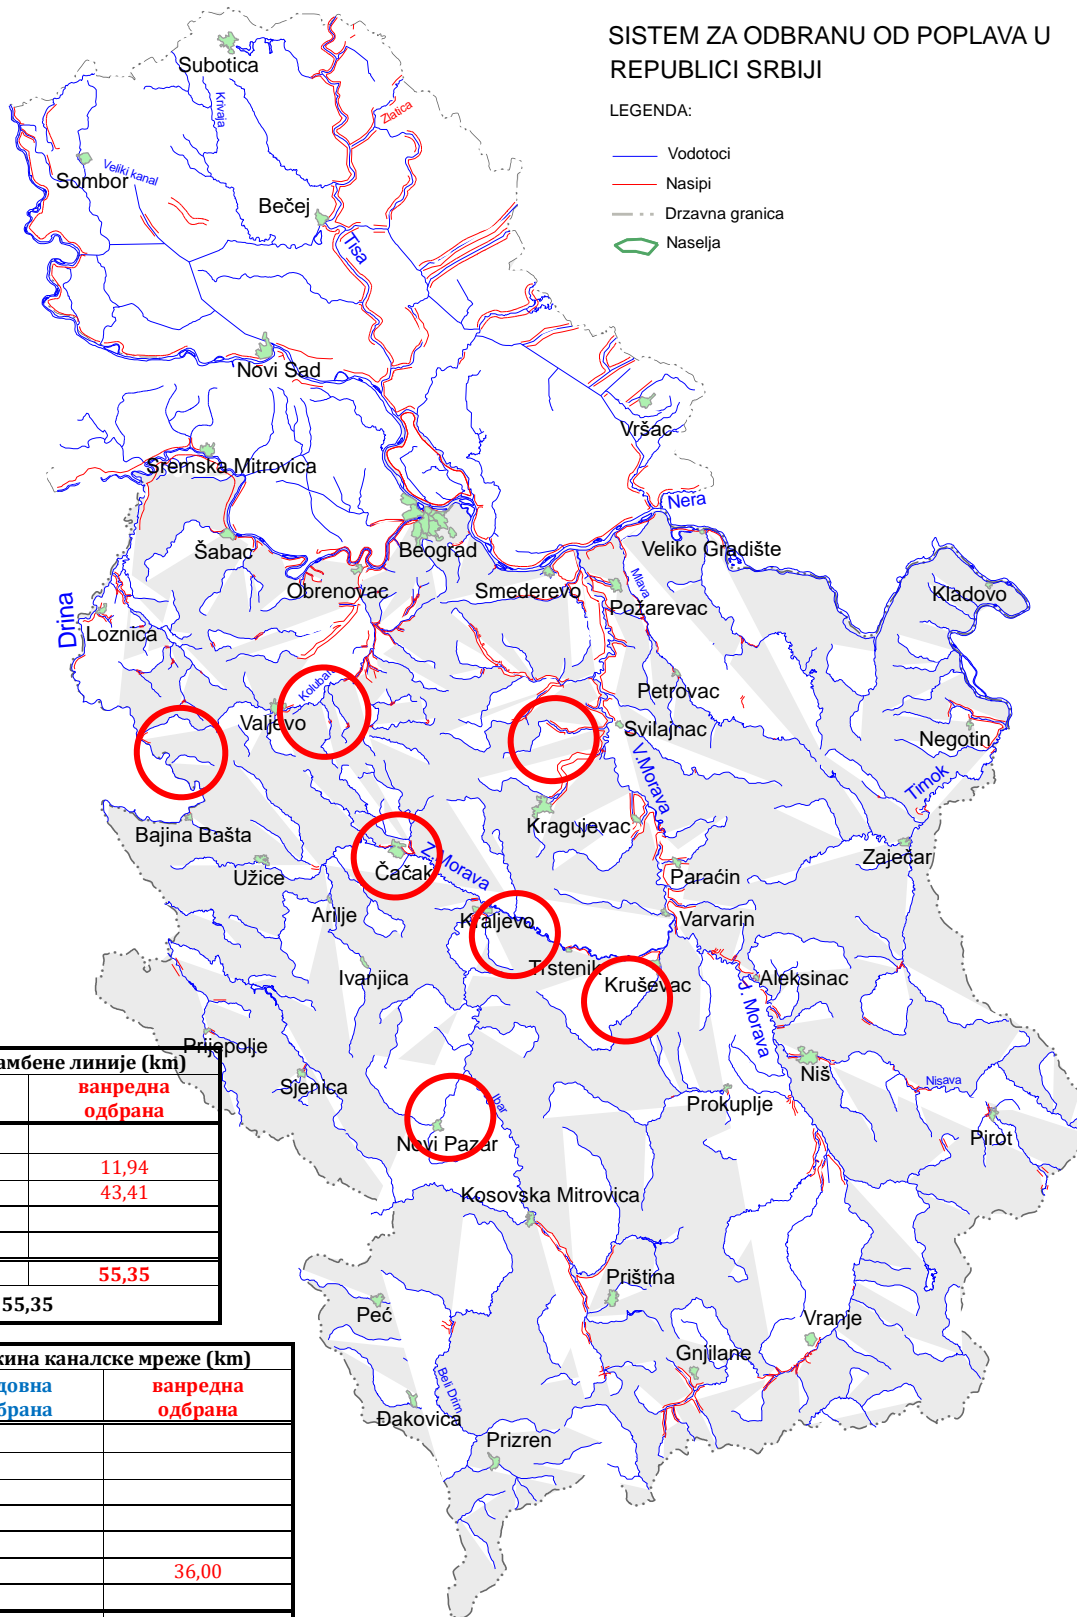 SISTEM ZA ODBRANU OD POPLAVA U
REPUBLICI SRBIJI
LEGENDA:
Vodotoci
Nasipi
Drzavna granica
Naselja
Subotica
Krivaja
Zlatica
Sombor
Veliki kanal
Bečej
Tisa
Novi Sad
Vršac
Sremska Mitrovica
Nera
Šabac
Beograd
Veliko Gradište
Obrenovac
Smederevo
Mlava
Požarevac
Kladovo
Drina
Loznica
Petrovac
Kolubara
Valjevo
Svilajnac
Negotin
V.Morava
Timok
Bajina Bašta
Kragujevac
Zaječar
Užice
Čačak
Z.Morava
Paraćin
Arilje
Kraljevo
Varvarin
Ivanjica
Trstenik
Kruševac
Aleksinac
J. Morava
Prijepolje
Sjenica
Niš
Nisava
Ibar
Prokuplje
Pirot
Novi Pazar
Kosovska Mitrovica
Priština
Peć
Vranje
Gnjilane
Beli Drim
Đakovica
Prizren
амбене линије (km)
ванредна
одбрана
11,94
43,41
55,35
55,35
кина каналске мреже (km)
довна ванредна
брана одбрана
36,00